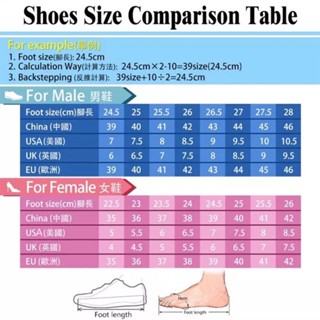 Shoes Size Comparison Table
For example(舉例)
1. Foot size(腳長): 24.5cm
2. Calculation Way(計算方法): 24.5cm×2-10=39size(24.5cm)
3. Backstepping (反推計算): 39size+10÷2=24.5cm
For Male 男鞋
Foot size(cm)腳長 24.5 25 25 26 26.5 27 27.5 28
China (中國) 39 40 41 42 43 44 45 46
USA(美國) 7 7.5 8 8.5 9 9.5 10 10.5
UK (英國) 6 6.5 7 7.5 8 8.5 9 9.5
EU (歐洲) 39 40 41 42 43 44 45 46
For Female 女鞋
Foot size(cm)腳長 22.5 23 23.5 24 24.5 25 25.5 26
China (中國) 35 36 37 38 39 40 41 42
USA(美國) 5 5.5 6 6.5 7 7.5 8 8.5
UK (英國) 4 4.5 5.5 5.5 6 6.5 7 7.5
EU (歐洲) 35 36 37 38 39 40 41 42
Foot length
Foot length